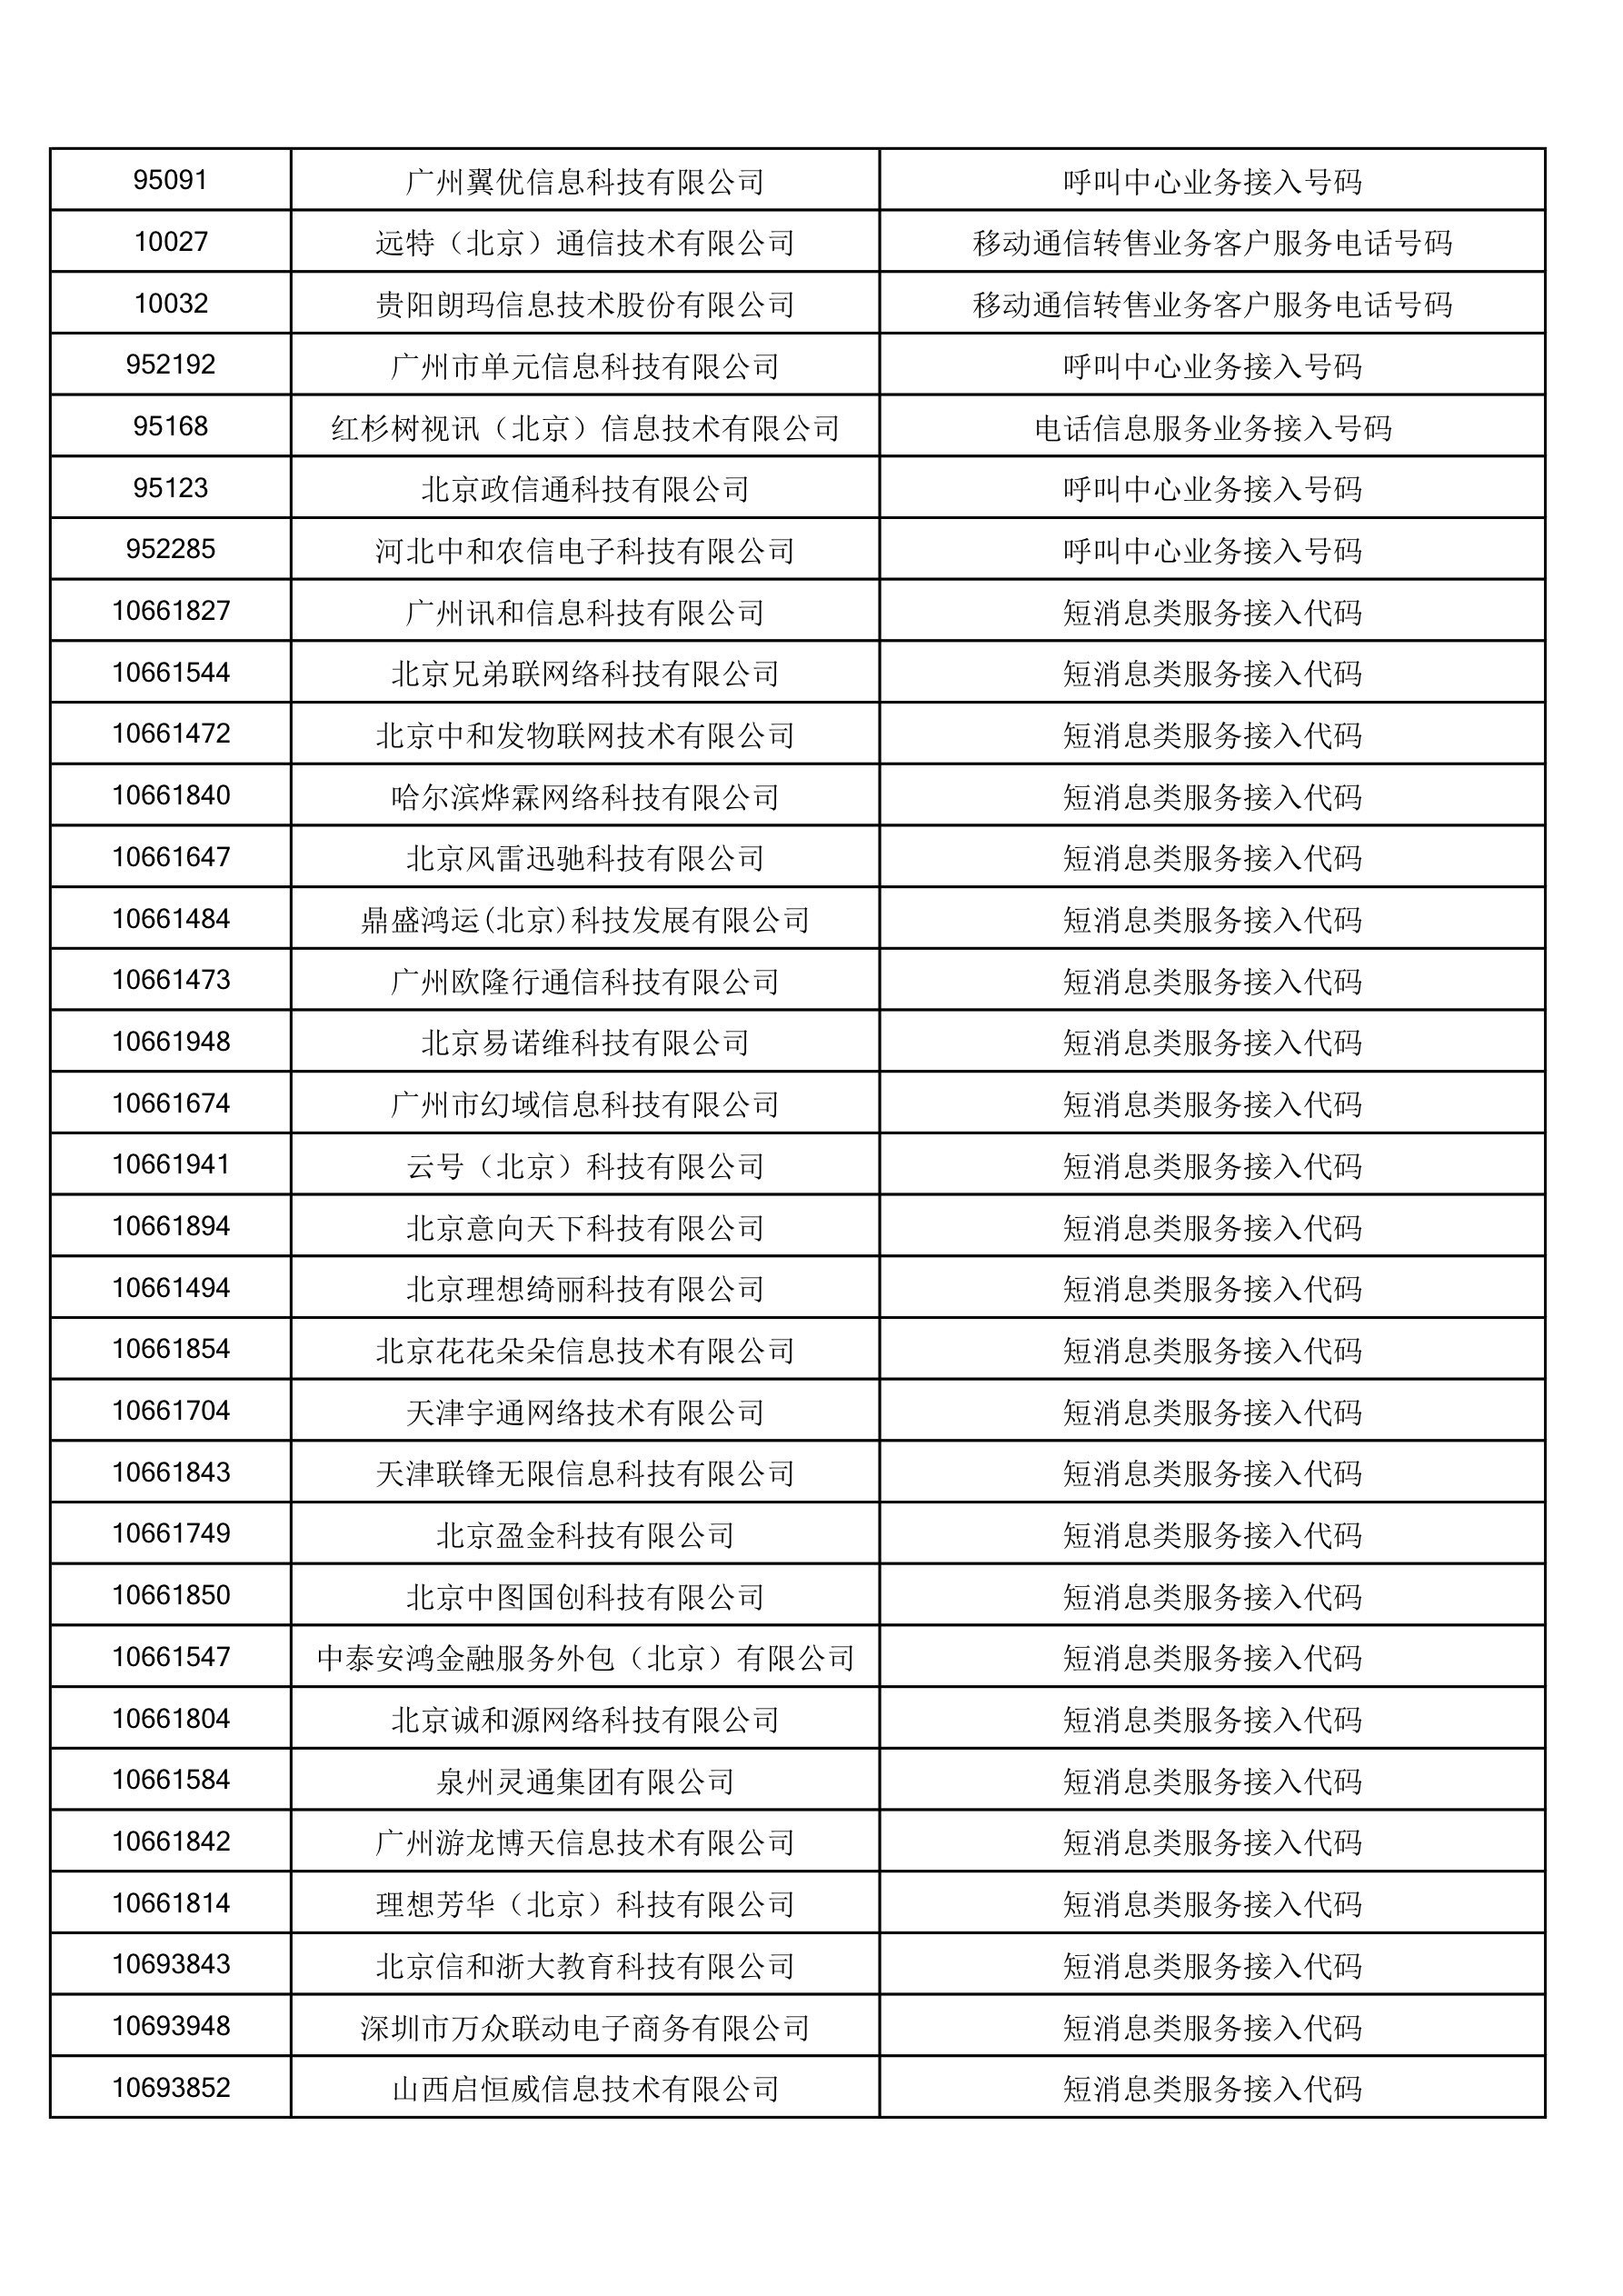 95091 广州翼优信息科技有限公司 呼叫中心业务接入号码
10027 远特（北京）通信技术有限公司 移动通信转售业务客户服务电话号码
10032 贵阳朗玛信息技术股份有限公司 移动通信转售业务客户服务电话号码
952192 广州市单元信息科技有限公司 呼叫中心业务接入号码
95168 红杉树视讯（北京）信息技术有限公司 电话信息服务业务接入号码
95123 北京政信通科技有限公司 呼叫中心业务接入号码
952285 河北中和农信电子科技有限公司 呼叫中心业务接入号码
10661827 广州讯和信息科技有限公司 短消息类服务接入代码
10661544 北京兄弟联网络科技有限公司 短消息类服务接入代码
10661472 北京中和发物联网技术有限公司 短消息类服务接入代码
10661840 哈尔滨烨霖网络科技有限公司 短消息类服务接入代码
10661647 北京风雷迅驰科技有限公司 短消息类服务接入代码
10661484 鼎盛鸿运(北京)科技发展有限公司 短消息类服务接入代码
10661473 广州欧隆行通信科技有限公司 短消息类服务接入代码
10661948 北京易诺维科技有限公司 短消息类服务接入代码
10661674 广州市幻域信息科技有限公司 短消息类服务接入代码
10661941 云号（北京）科技有限公司 短消息类服务接入代码
10661894 北京意向天下科技有限公司 短消息类服务接入代码
10661494 北京理想绮丽科技有限公司 短消息类服务接入代码
10661854 北京花花朵朵信息技术有限公司 短消息类服务接入代码
10661704 天津宇通网络技术有限公司 短消息类服务接入代码
10661843 天津联锋无限信息科技有限公司 短消息类服务接入代码
10661749 北京盈金科技有限公司 短消息类服务接入代码
10661850 北京中图国创科技有限公司 短消息类服务接入代码
10661547 中泰安鸿金融服务外包（北京）有限公司 短消息类服务接入代码
10661804 北京诚和源网络科技有限公司 短消息类服务接入代码
10661584 泉州灵通集团有限公司 短消息类服务接入代码
10661842 广州游龙博天信息技术有限公司 短消息类服务接入代码
10661814 理想芳华（北京）科技有限公司 短消息类服务接入代码
10693843 北京信和浙大教育科技有限公司 短消息类服务接入代码
10693948 深圳市万众联动电子商务有限公司 短消息类服务接入代码
10693852 山西启恒威信息技术有限公司 短消息类服务接入代码